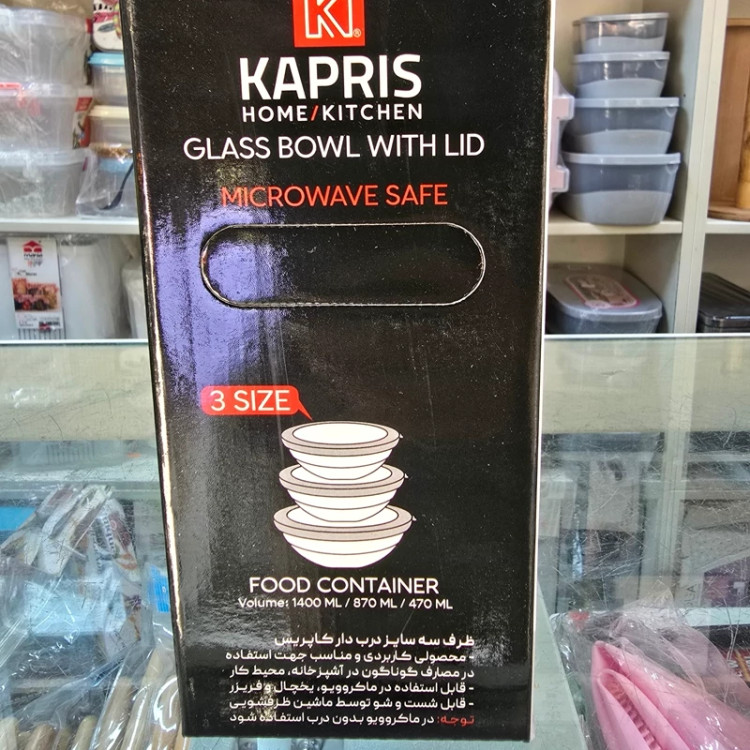 K
KAPRIS
HOME/KITCHEN
GLASS BOWL WITH LID
MICROWAVE SAFE
3 SIZE
FOOD CONTAINER
Volume: 1400 ML / 870 ML / 470 ML
ظرف سه سایز درب دار کاپریس
- محصولی کاربردی و مناسب جهت استفاده
در مصارف گوناگون در آشپزخانه، محیط کار
- قابل استفاده در ماکروویو، یخچال و فریزر
- قابل شست و شو توسط ماشین ظرفشویی
توجه: در ماکروویو بدون درب استفاده شود